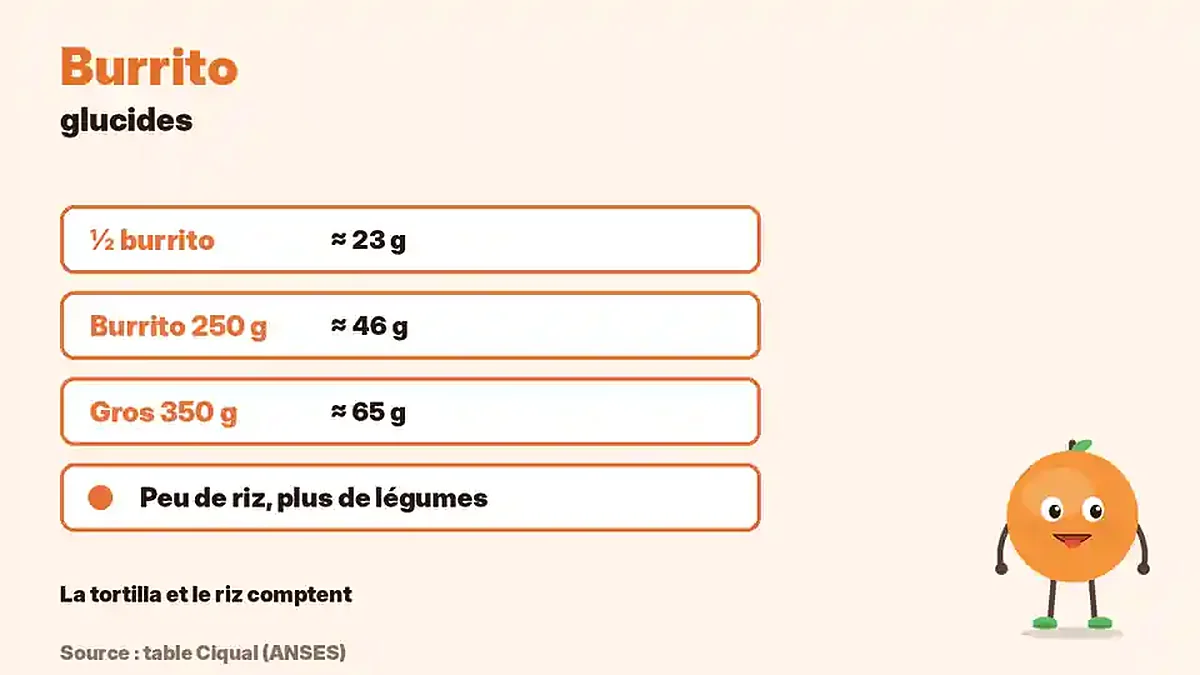 Burrito
glucides
½ burrito ≈ 23 g
Burrito 250 g ≈ 46 g
Gros 350 g ≈ 65 g
Peu de riz, plus de légumes
La tortilla et le riz comptent
Source : table Ciqual (ANSES)